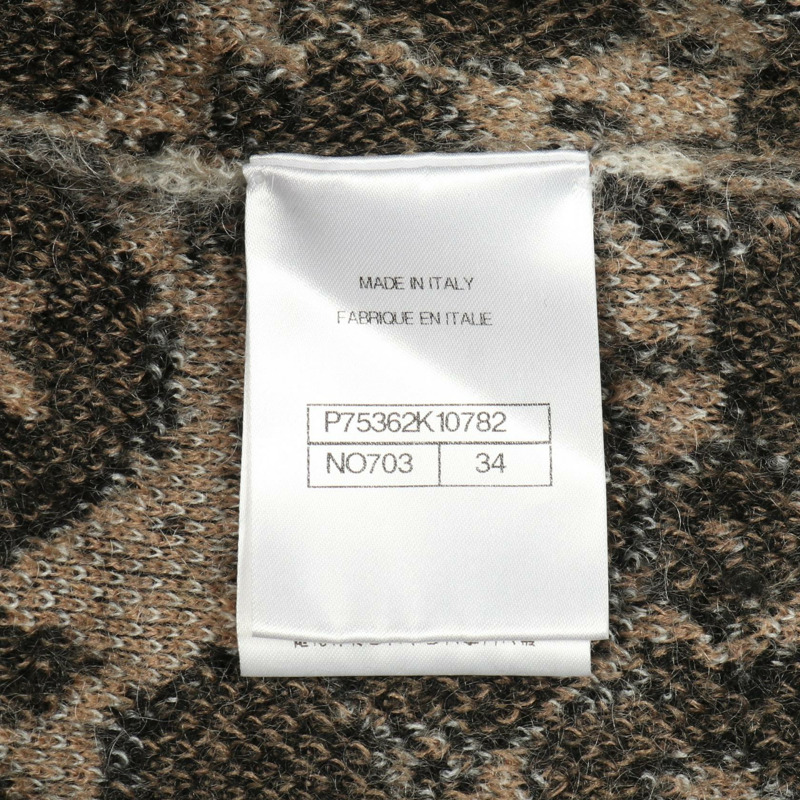 MADE IN ITALY
FABRIQUE EN ITALIE
P75362K10782
NO703 34